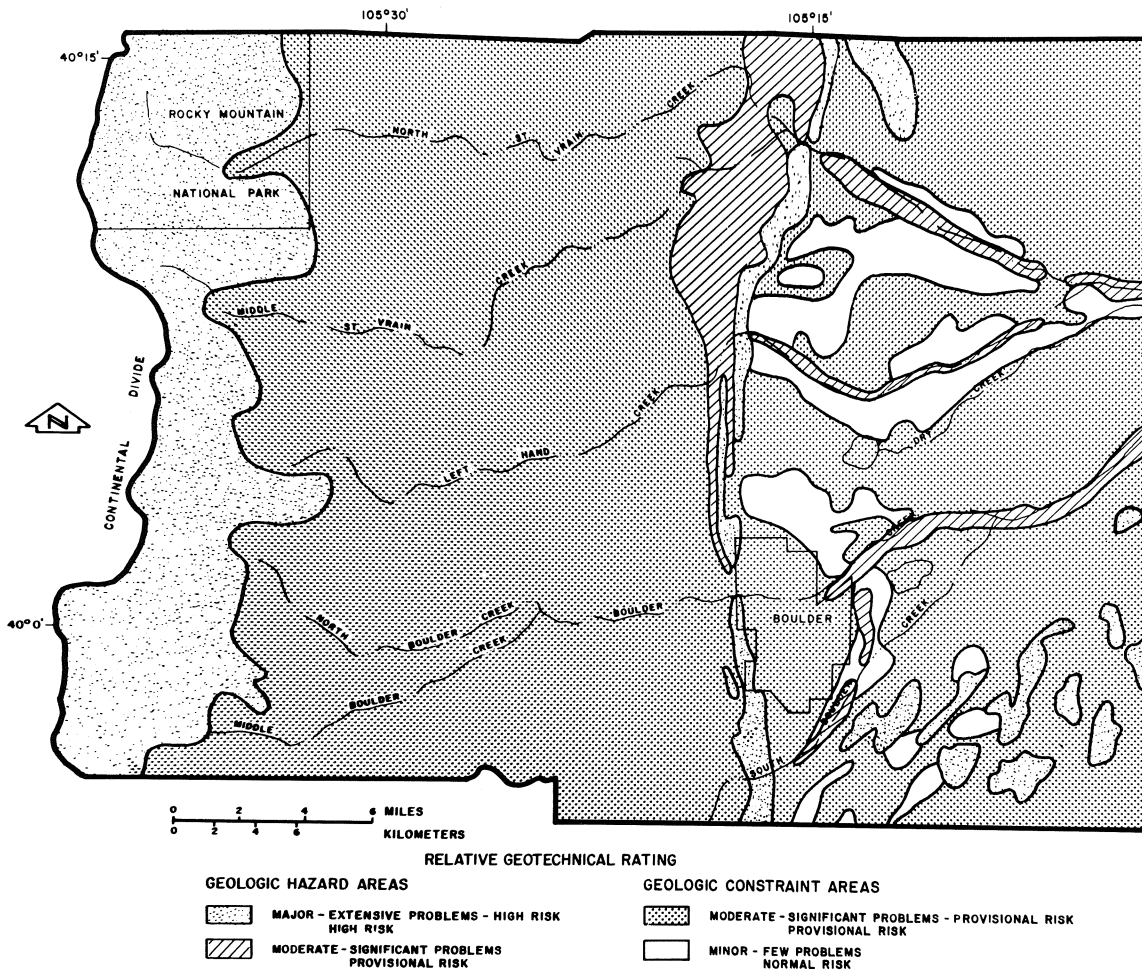 105°30'
105°15'
40°15'
ROCKY MOUNTAIN
NATIONAL PARK
NORTH ST. VRAIN CREEK
MIDDLE ST. VRAIN CREEK
CONTINENTAL DIVIDE
N
LEFT HAND CREEK
DRY CREEK
CREEK
40°0'
NORTH BOULDER CREEK
BOULDER
BOULDER
CREEK
MIDDLE BOULDER CREEK
SOUTH BOULDER
0 2 4 6 MILES
0 2 4 6 KILOMETERS
RELATIVE GEOTECHNICAL RATING
GEOLOGIC HAZARD AREAS
MAJOR – EXTENSIVE PROBLEMS – HIGH RISK
HIGH RISK
MODERATE – SIGNIFICANT PROBLEMS
PROVISIONAL RISK
GEOLOGIC CONSTRAINT AREAS
MODERATE – SIGNIFICANT PROBLEMS – PROVISIONAL RISK
PROVISIONAL RISK
MINOR – FEW PROBLEMS
NORMAL RISK